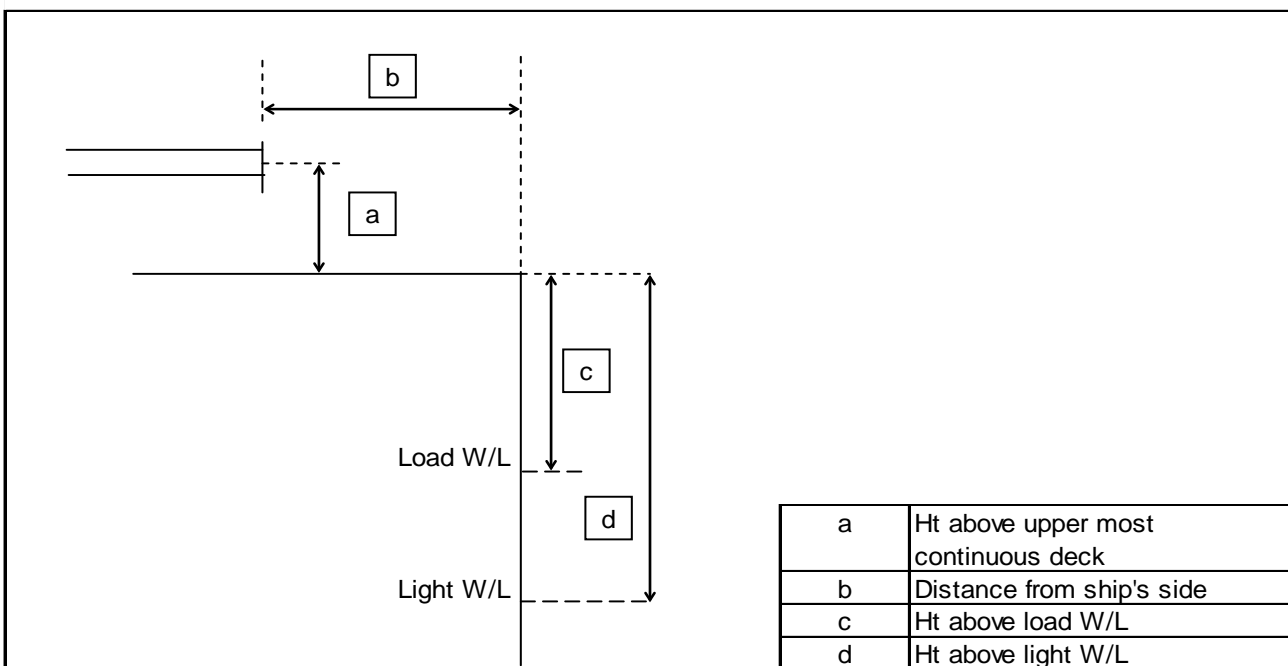 b
a
c
Load W/L
d
Light W/L
a Ht above upper most
continuous deck
b Distance from ship's side
c Ht above load W/L
d Ht above light W/L